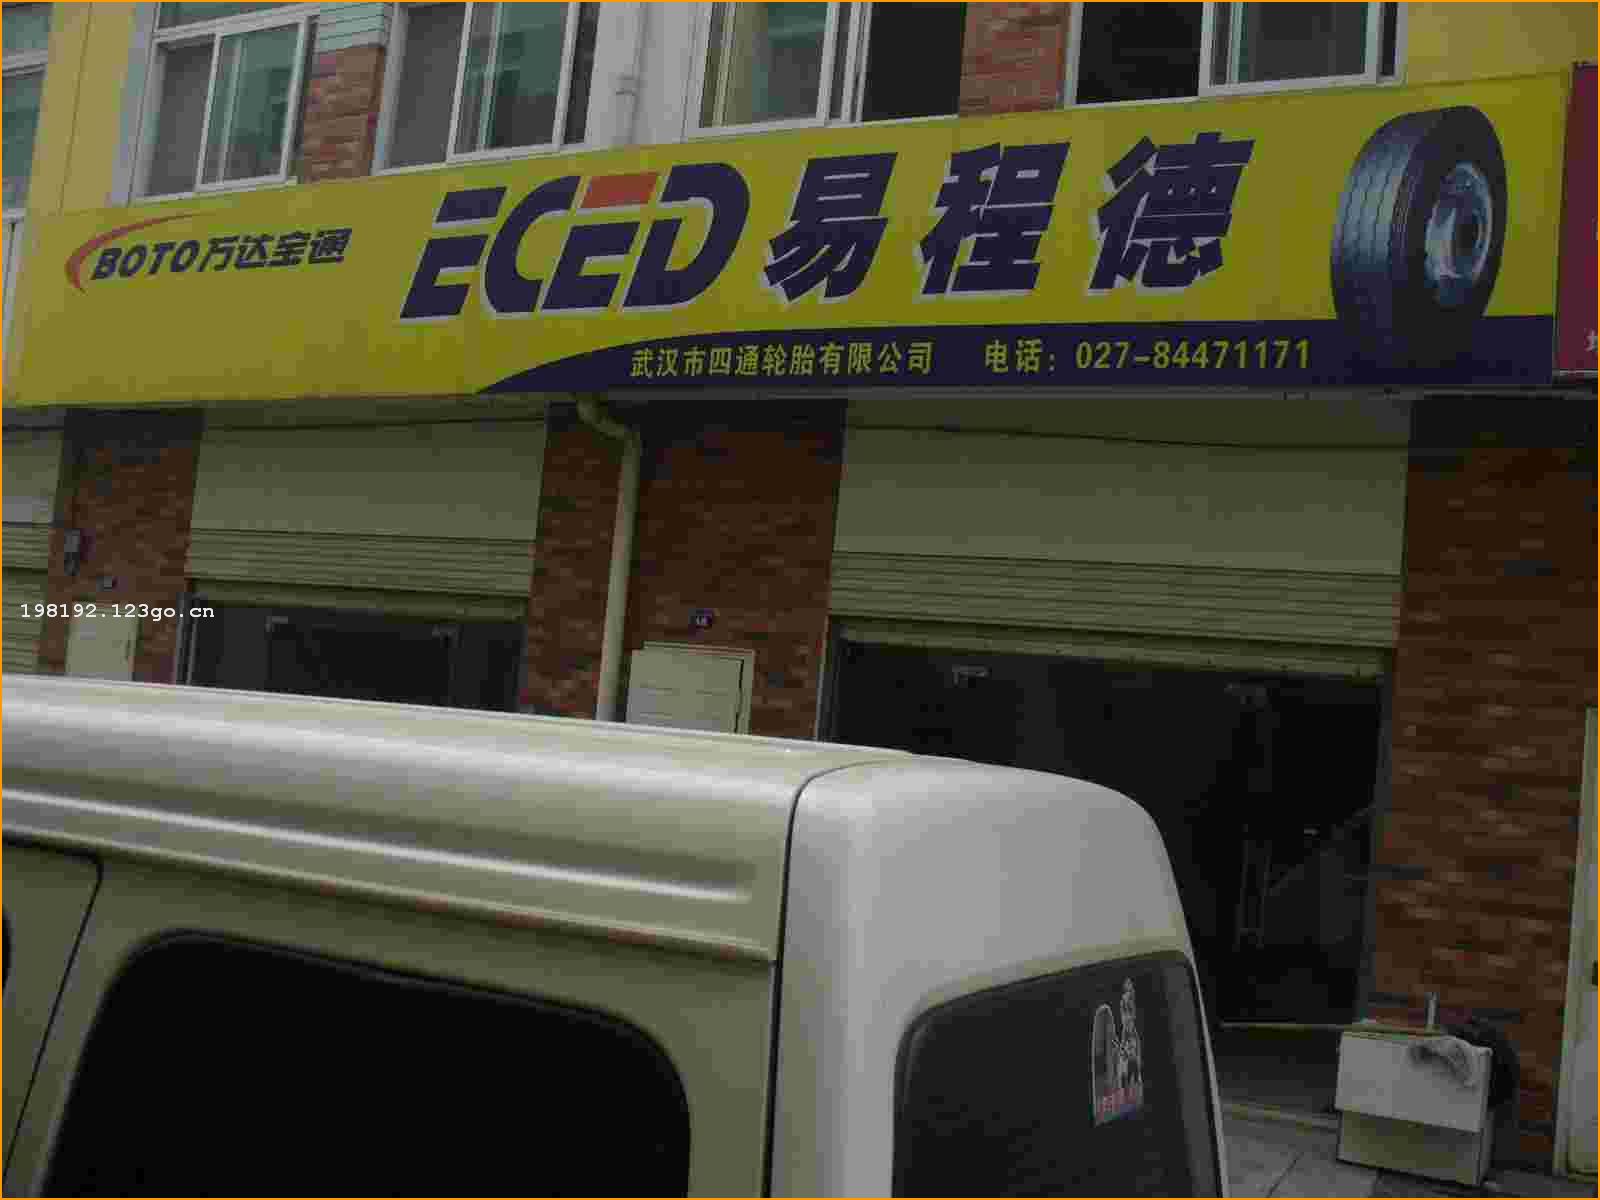 BOTO万达宝通
ECED易程德
武汉市四通轮胎有限公司 电话：027-84471171
198192.123go.cn